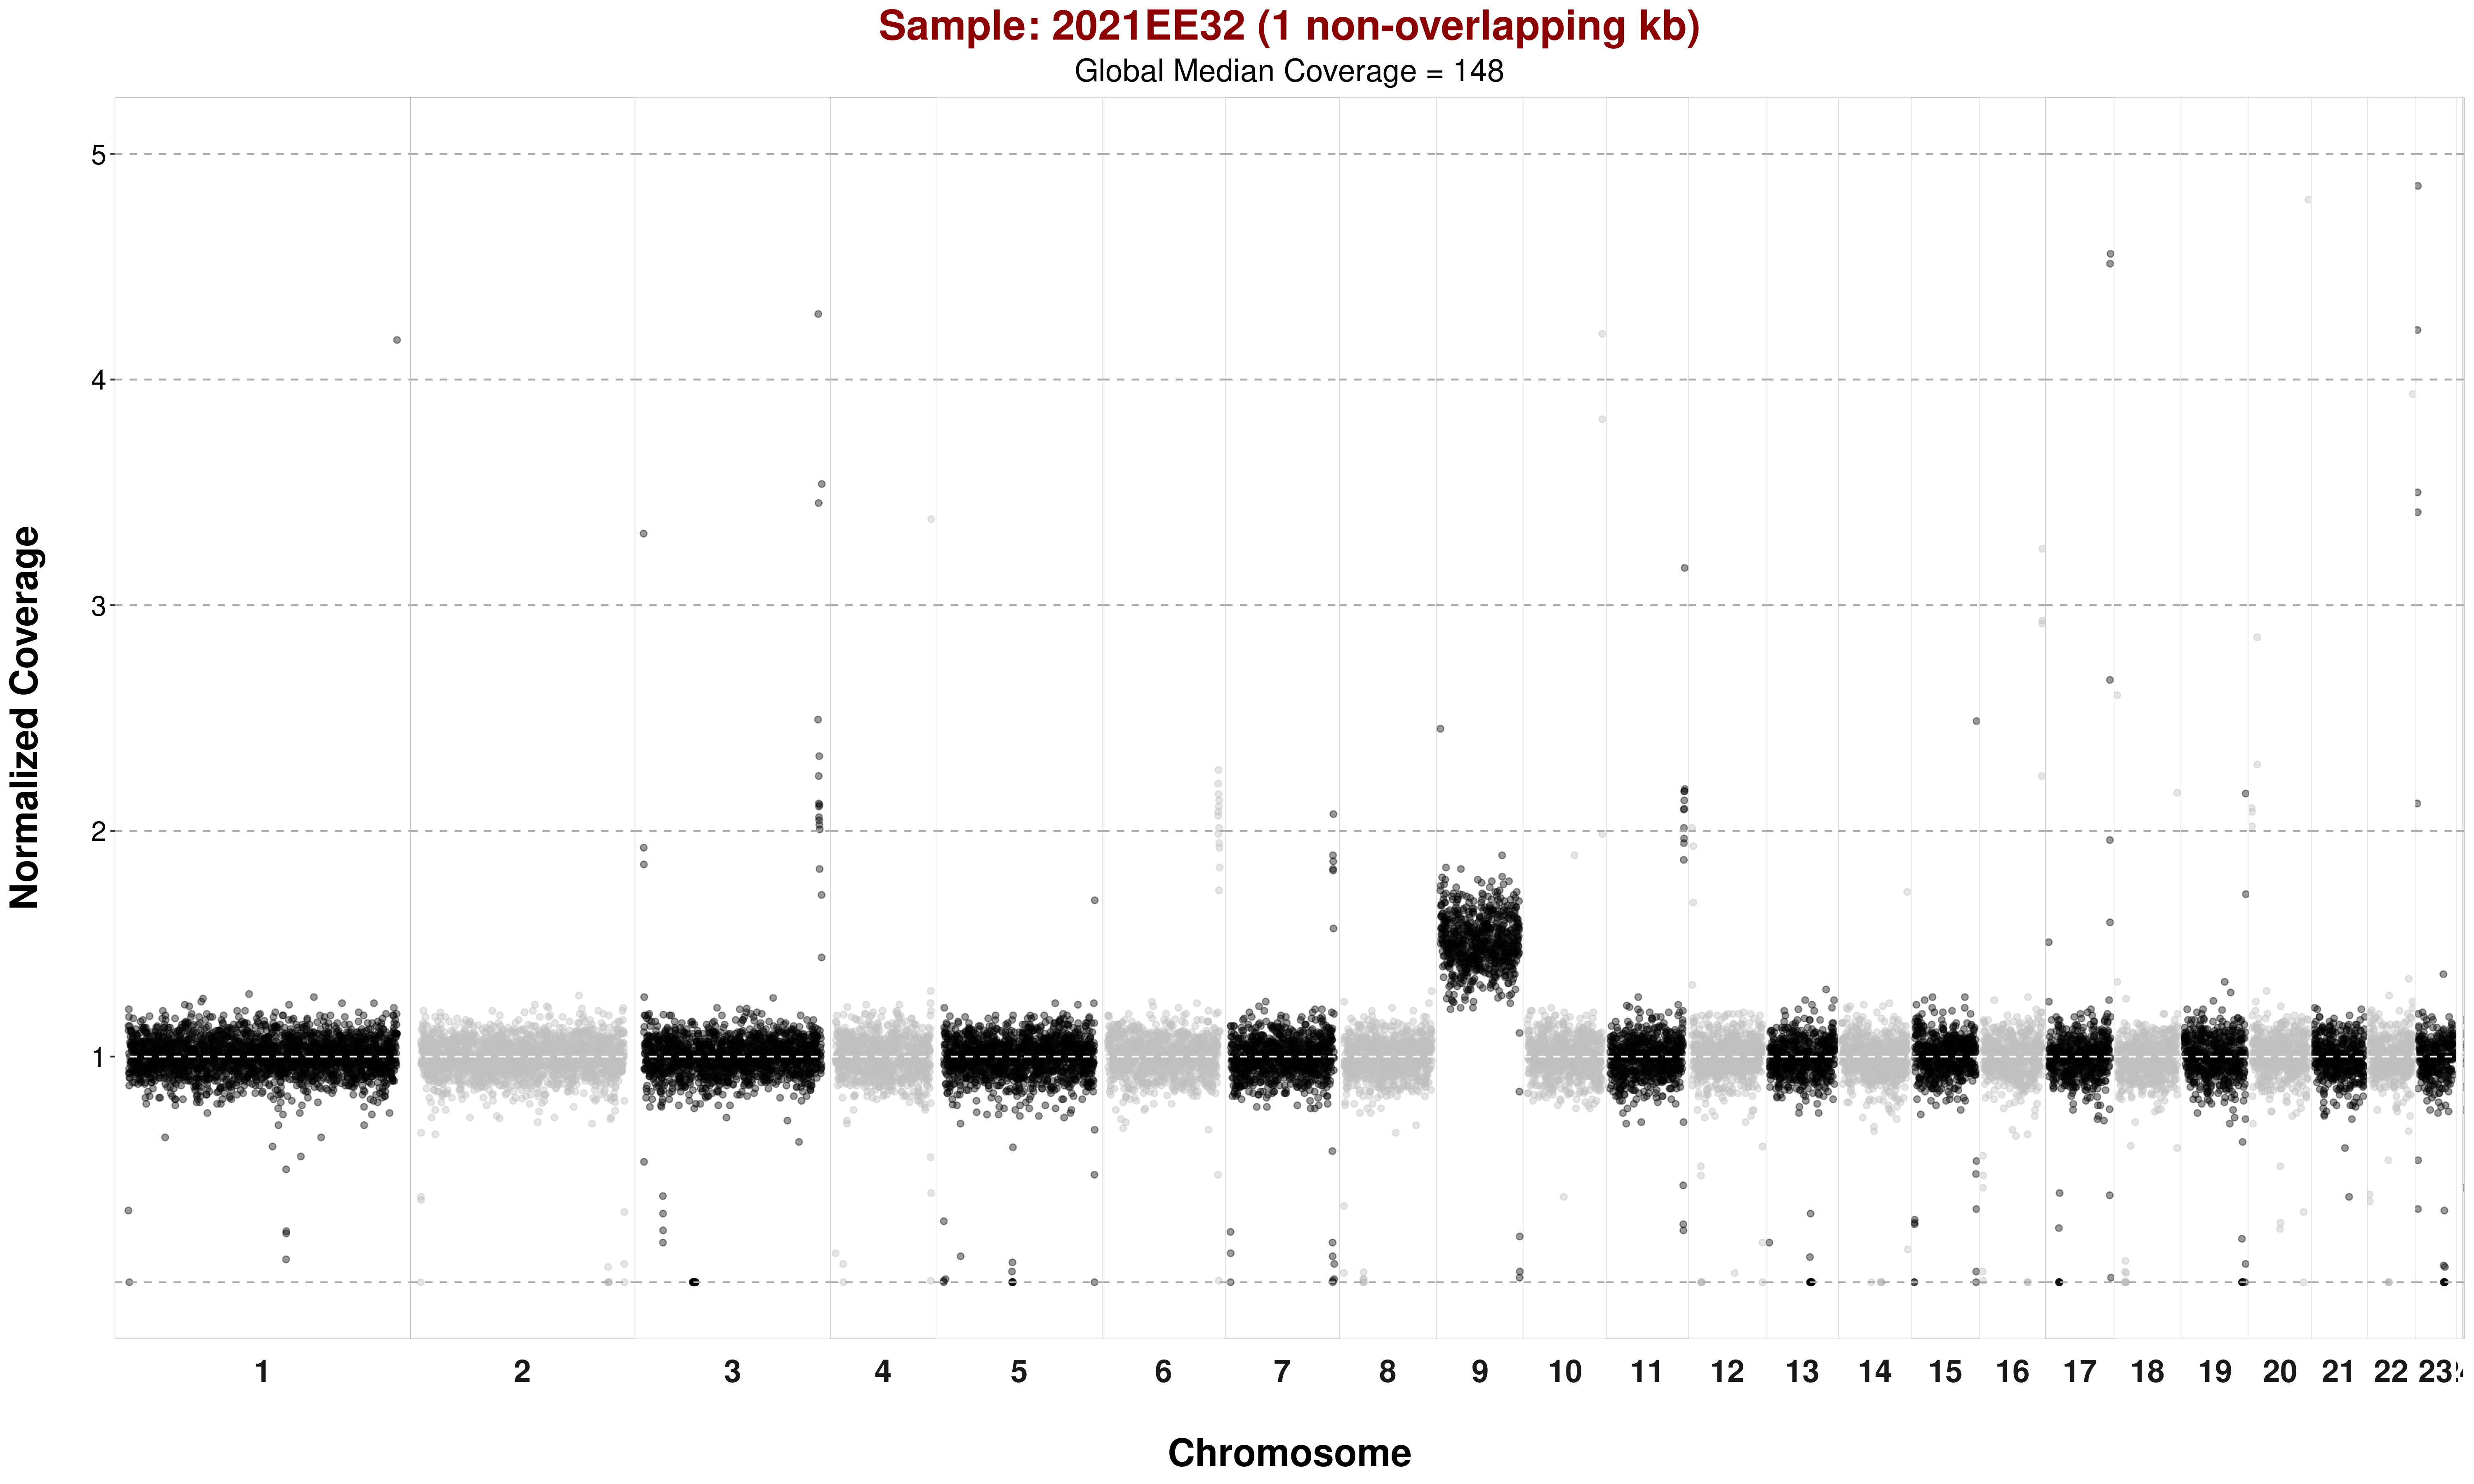 Sample: 2021EE32 (1 non-overlapping kb)
Global Median Coverage = 148
Normalized Coverage
5
4
3
2
1
1 2 3 4 5 6 7 8 9 10 11 12 13 14 15 16 17 18 19 20 21 22 23
Chromosome